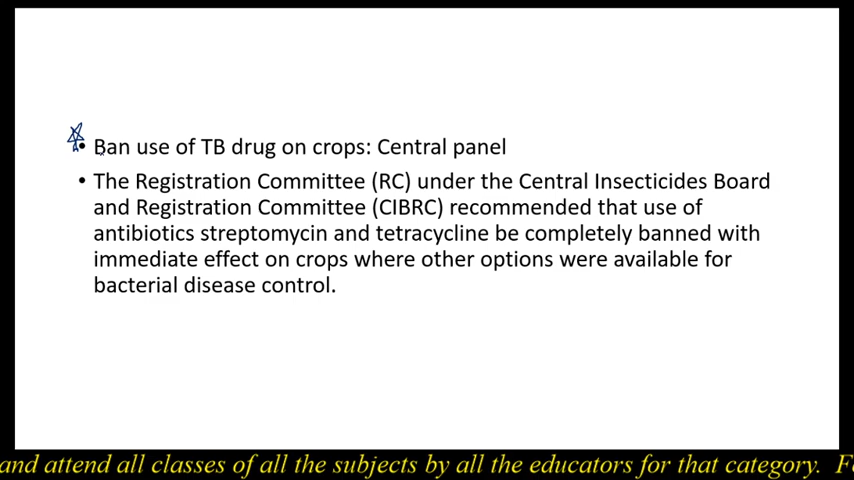 • Ban use of TB drug on crops: Central panel
• The Registration Committee (RC) under the Central Insecticides Board
and Registration Committee (CIBRC) recommended that use of
antibiotics streptomycin and tetracycline be completely banned with
immediate effect on crops where other options were available for
bacterial disease control.
and attend all classes of all the subjects by all the educators for that category.